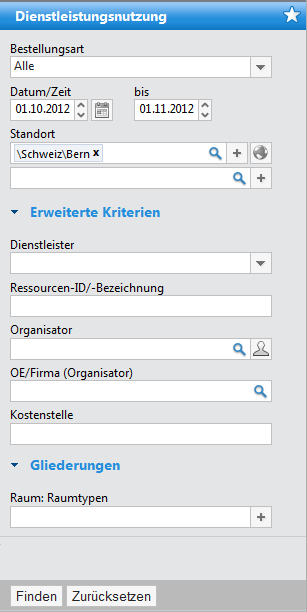 Dienstleistungsnutzung
Bestellungsart
Alle
Datum/Zeit bis
01.10.2012 01.11.2012
Standort
\Schweiz\Bern x
Erweiterte Kriterien
Dienstleister
Ressourcen-ID/-Bezeichnung
Organisator
OE/Firma (Organisator)
Kostenstelle
Gliederungen
Raum: Raumtypen
Finden Zurücksetzen